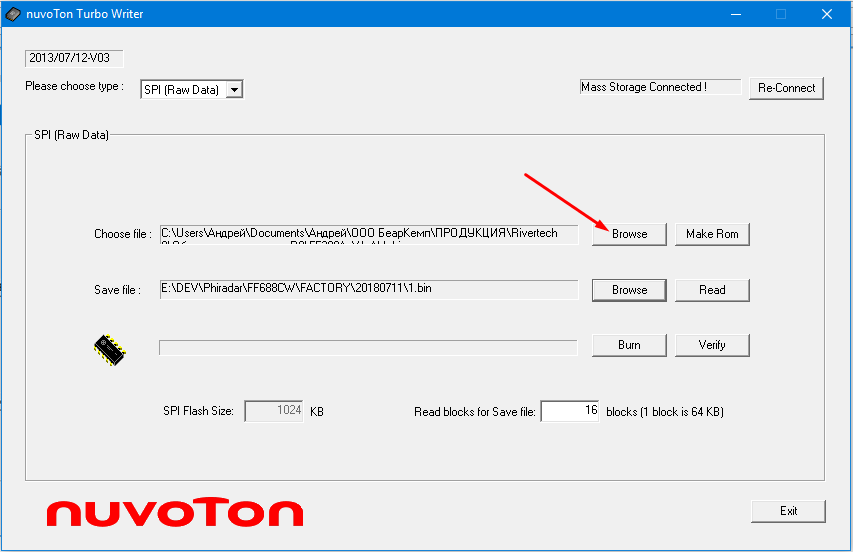 nuvoTon Turbo Writer
2013/07/12-V03
Please choose type :
SPI (Raw Data)
Mass Storage Connected !
Re-Connect
SPI (Raw Data)
Choose file :
C:\Users\Андрей\Documents\Андрей\ООО БеарКемп\ПРОДУКЦИЯ\Rivertech
Browse
Make Rom
Save file :
E:\DEV\Phiradar\FF688CW\FACTORY\20180711\1.bin
Browse
Read
Burn
Verify
SPI Flash Size:
1024
KB
Read blocks for Save file:
16
blocks (1 block is 64 KB)
nuvoTon
Exit